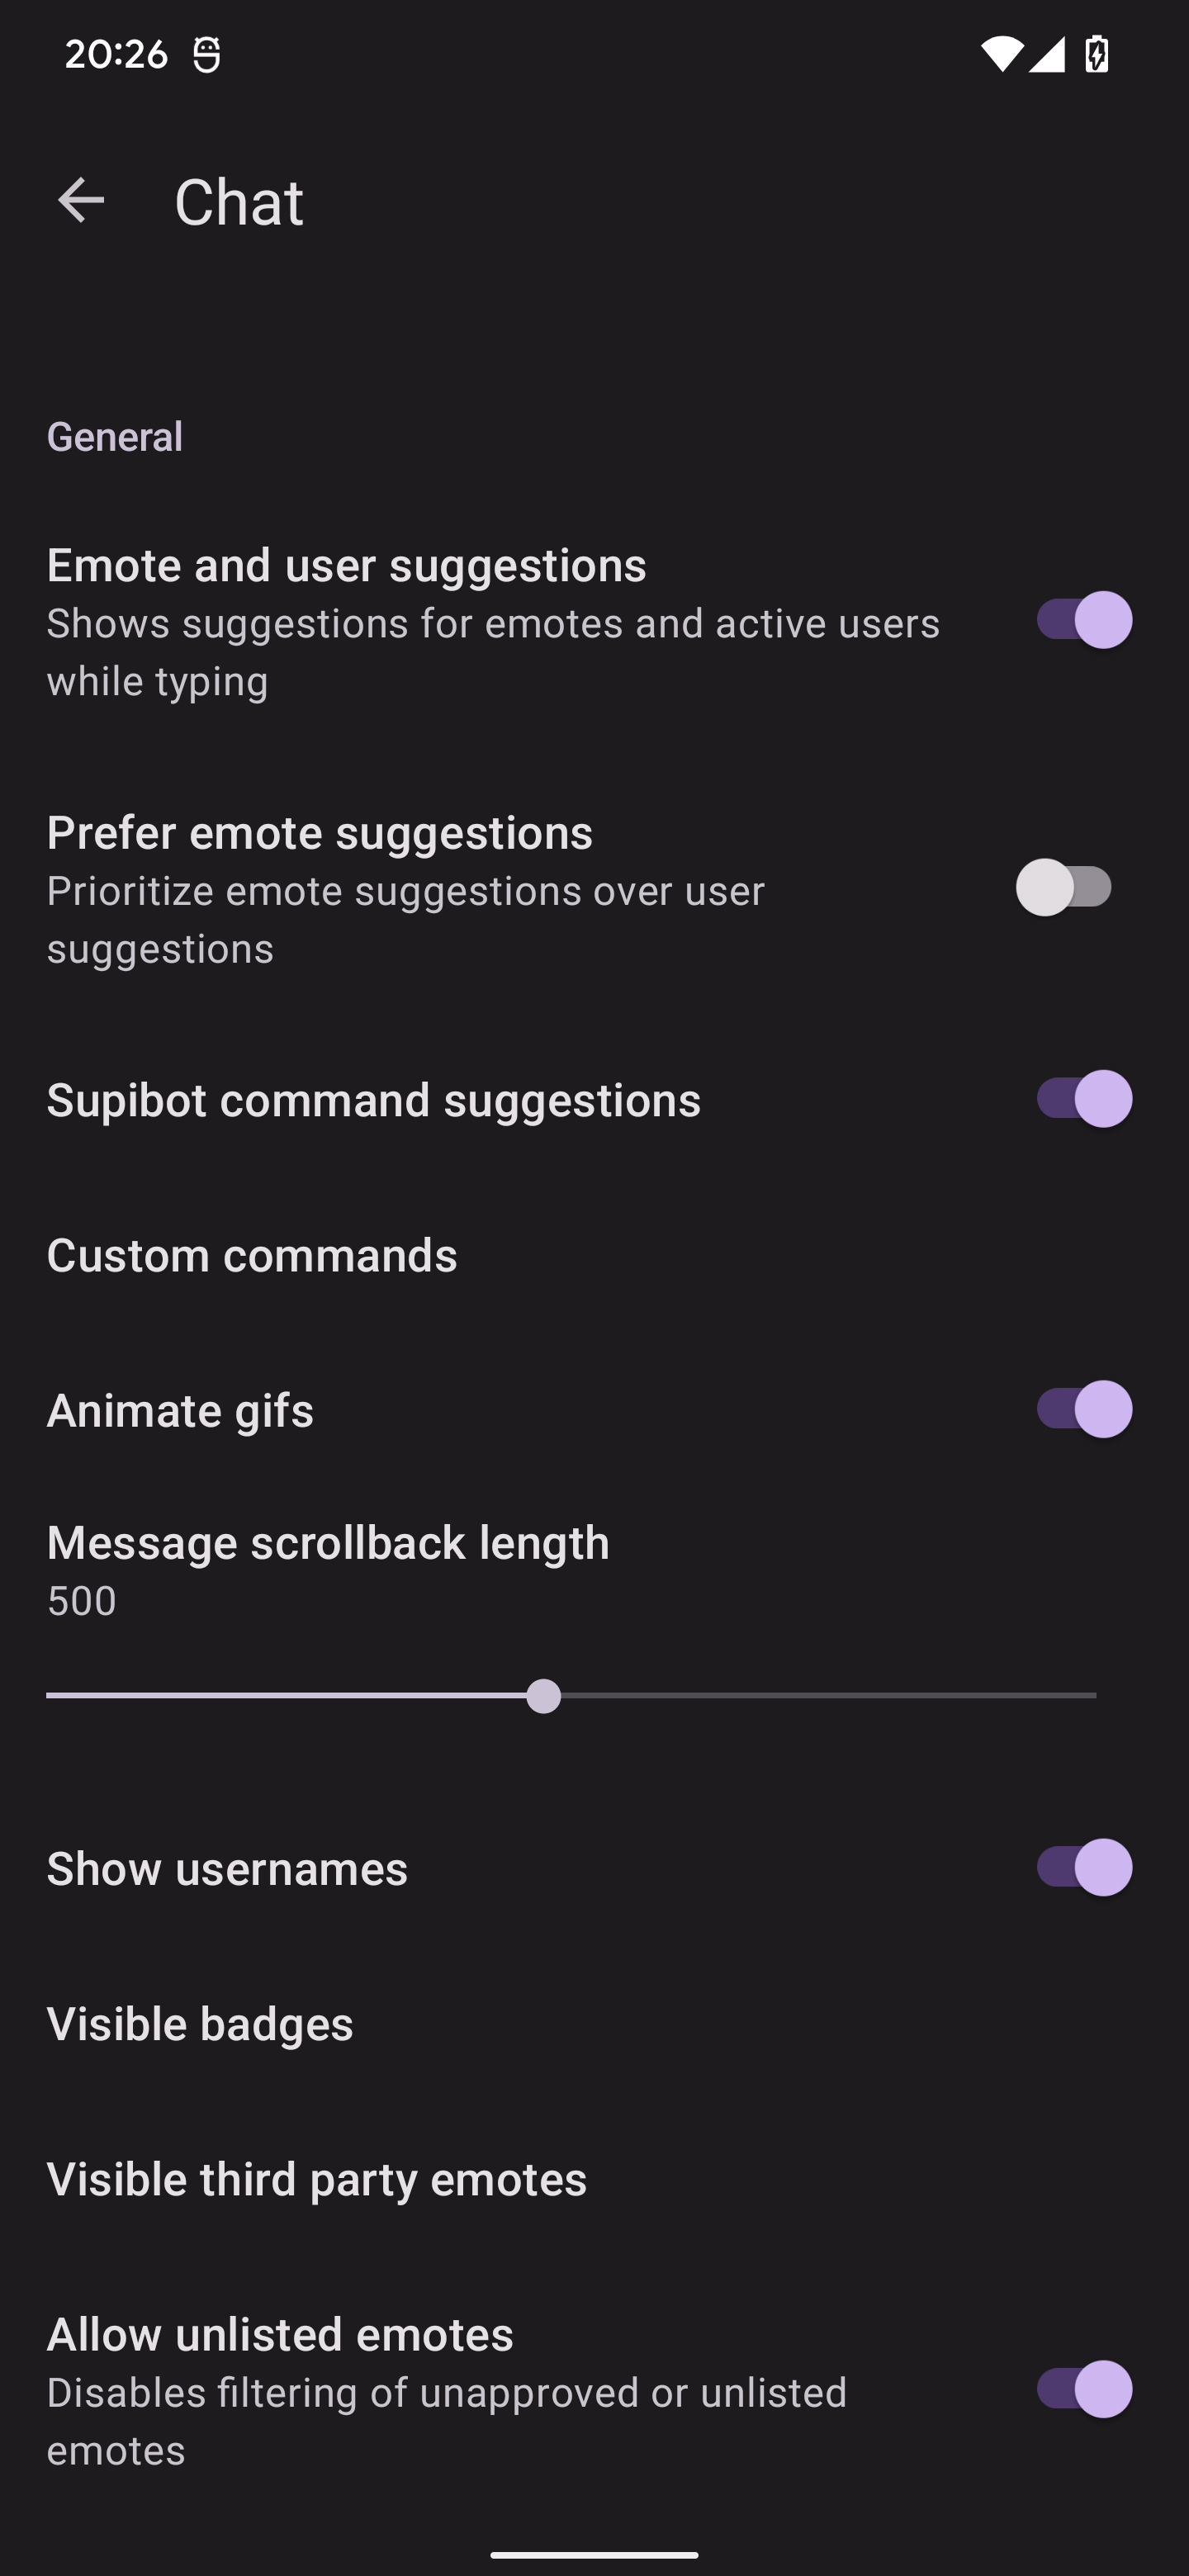 20:26
Chat
General
Emote and user suggestions
Shows suggestions for emotes and active users
while typing
Prefer emote suggestions
Prioritize emote suggestions over user
suggestions
Supibot command suggestions
Custom commands
Animate gifs
Message scrollback length
500
Show usernames
Visible badges
Visible third party emotes
Allow unlisted emotes
Disables filtering of unapproved or unlisted
emotes